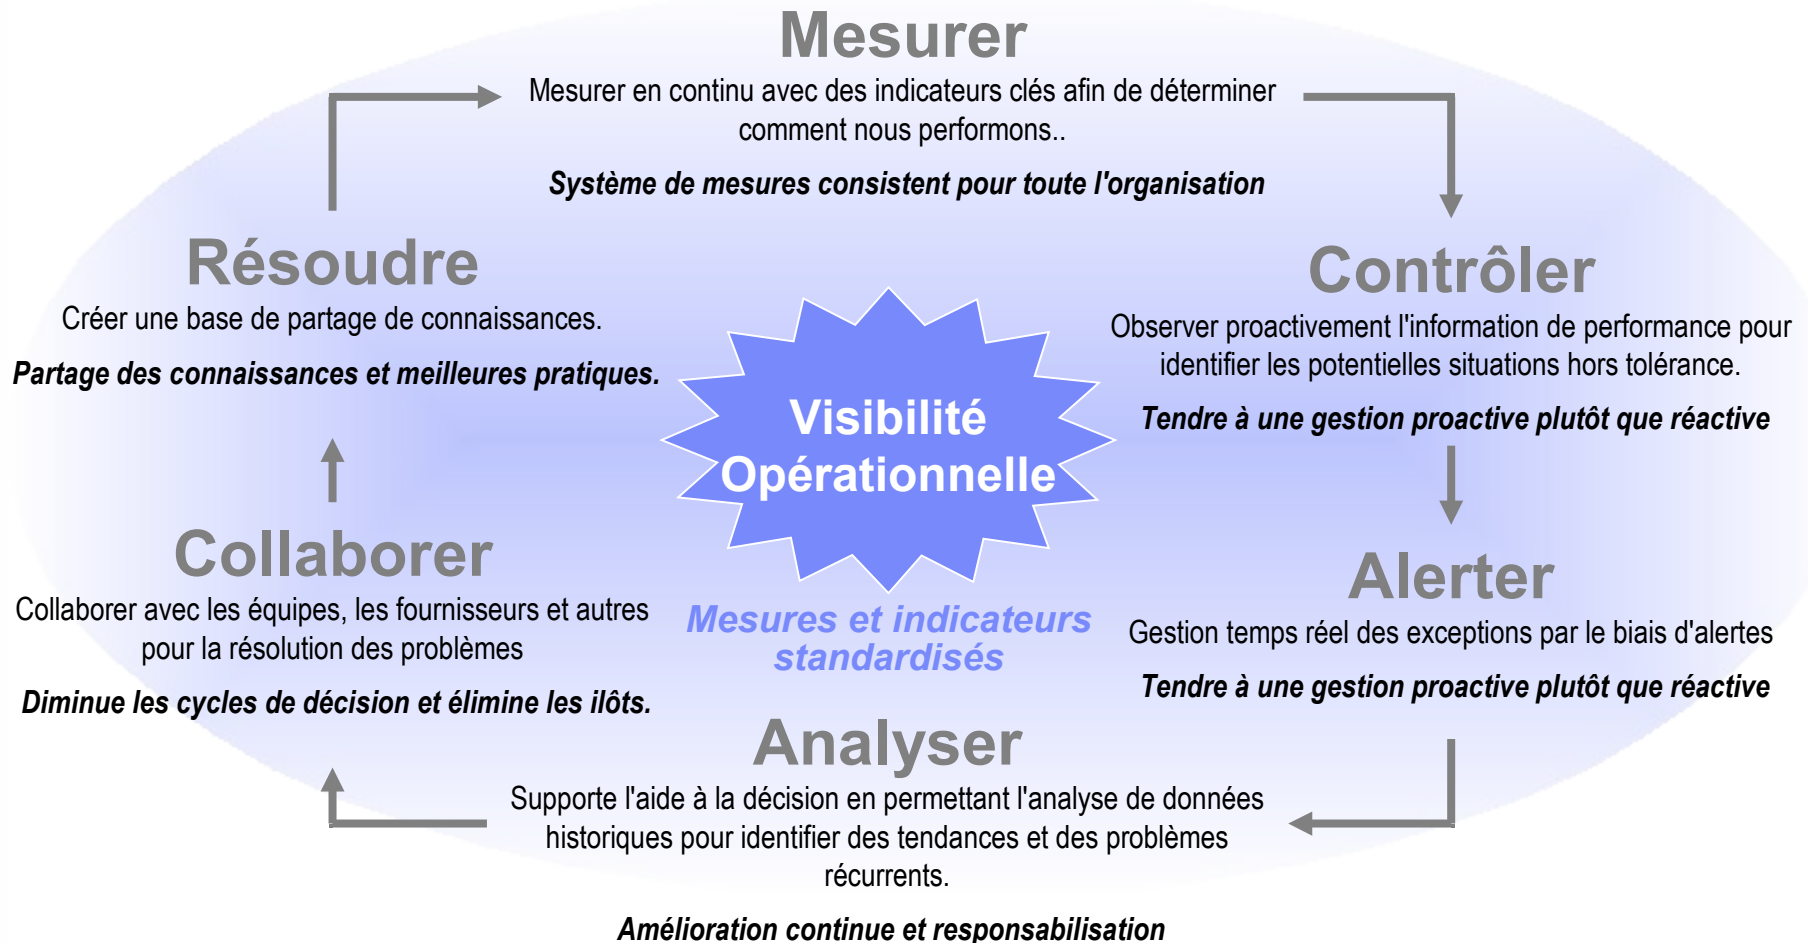 Mesurer
Mesurer en continu avec des indicateurs clés afin de déterminer
comment nous performons..
Système de mesures consistent pour toute l'organisation
Contrôler
Observer proactivement l'information de performance pour
identifier les potentielles situations hors tolérance.
Tendre à une gestion proactive plutôt que réactive
Alerter
Gestion temps réel des exceptions par le biais d'alertes
Tendre à une gestion proactive plutôt que réactive
Analyser
Supporte l'aide à la décision en permettant l'analyse de données
historiques pour identifier des tendances et des problèmes
récurrents.
Amélioration continue et responsabilisation
Collaborer
Collaborer avec les équipes, les fournisseurs et autres
pour la résolution des problèmes
Diminue les cycles de décision et élimine les ilôts.
Résoudre
Créer une base de partage de connaissances.
Partage des connaissances et meilleures pratiques.
Visibilité
Opérationnelle
Mesures et indicateurs
standardisés